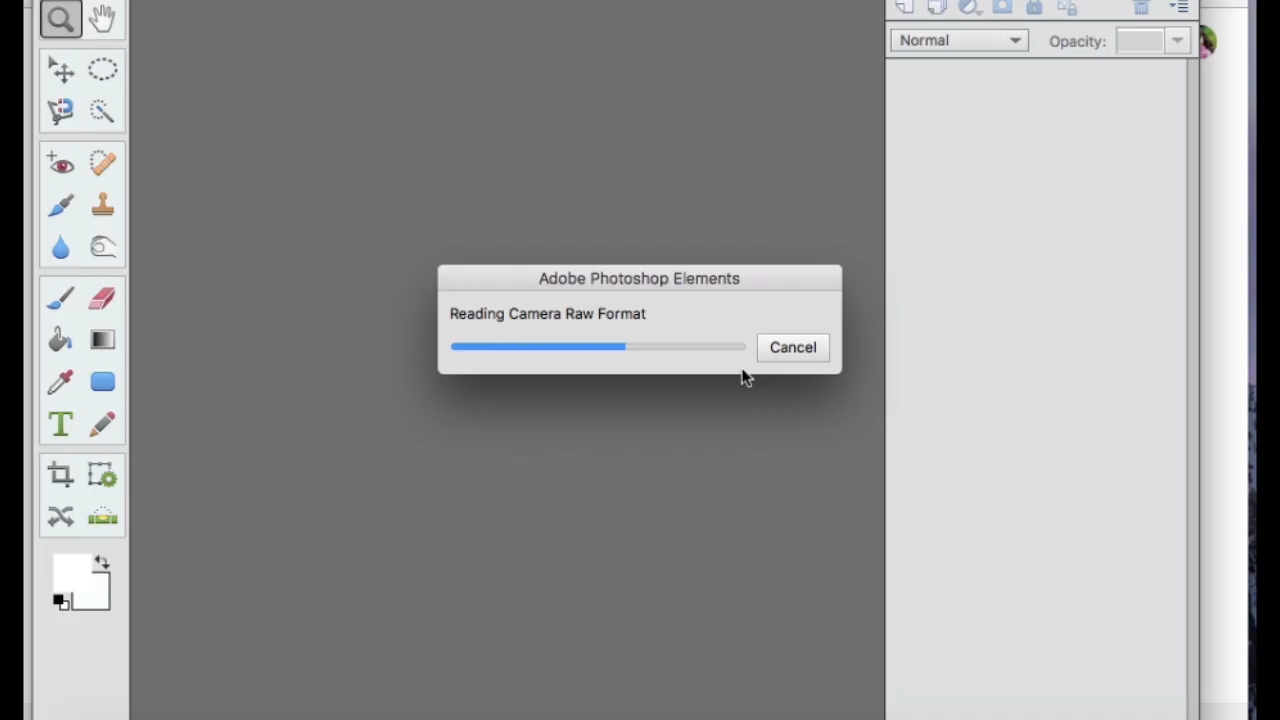 Normal
Opacity:
Adobe Photoshop Elements
Reading Camera Raw Format
Cancel
T